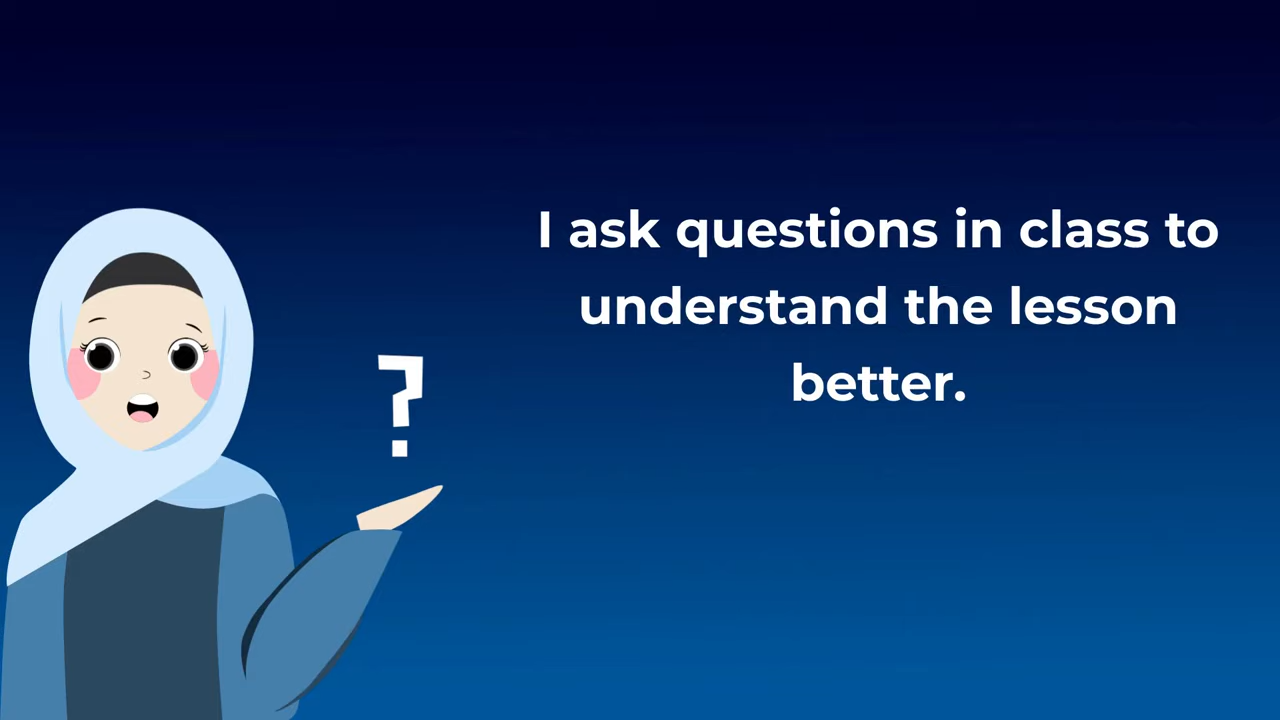 I ask questions in class to
understand the lesson
better.
?